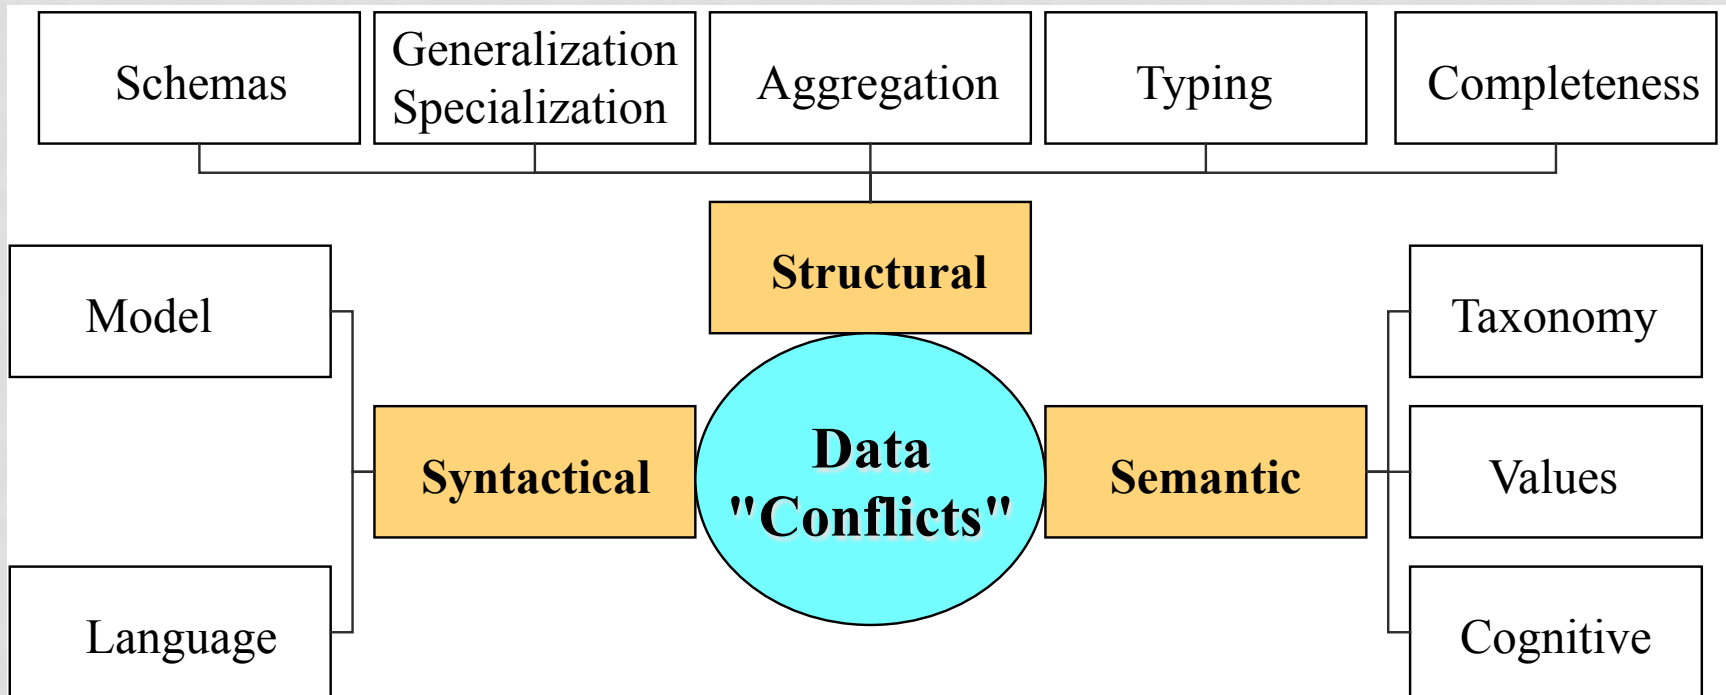 Schemas
Generalization
Specialization
Aggregation
Typing
Completeness
Structural
Model
Taxonomy
Syntactical
Data
"Conflicts"
Semantic
Values
Language
Cognitive